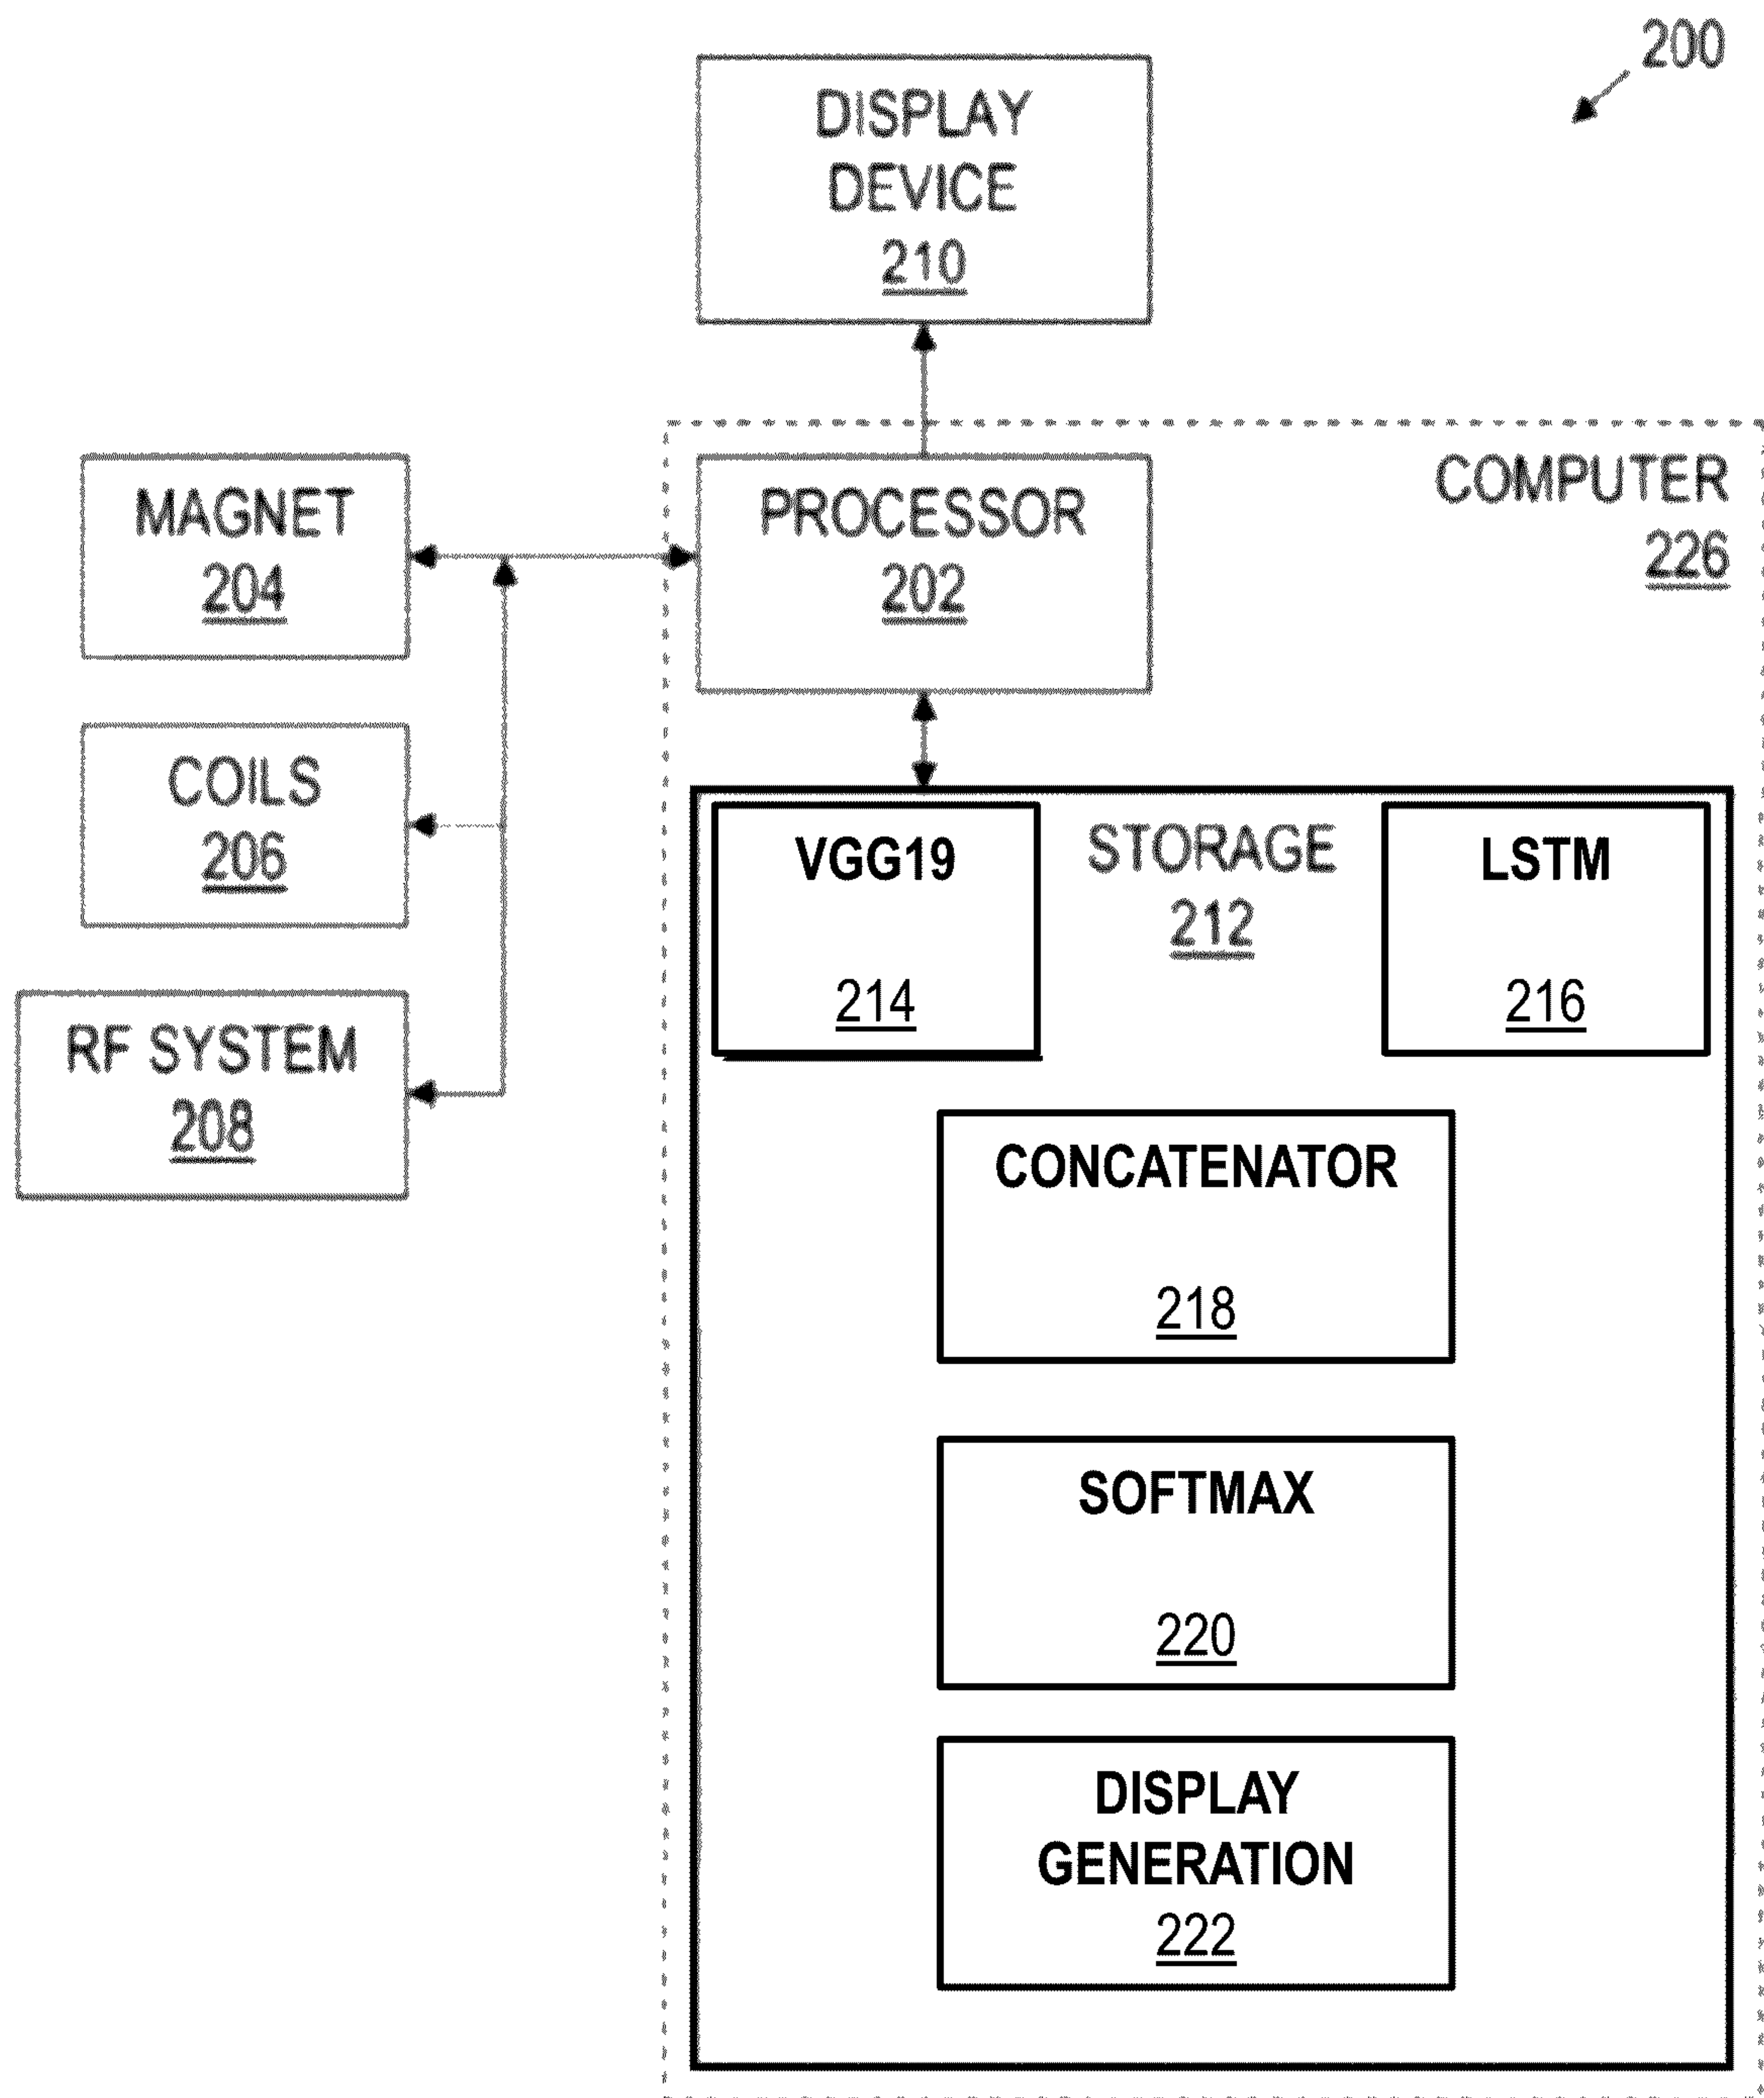 200
DISPLAY
DEVICE
210
MAGNET
204
PROCESSOR
202
COMPUTER
226
COILS
206
RF SYSTEM
208
VGG19
214
STORAGE
212
LSTM
216
CONCATENATOR
218
SOFTMAX
220
DISPLAY
GENERATION
222